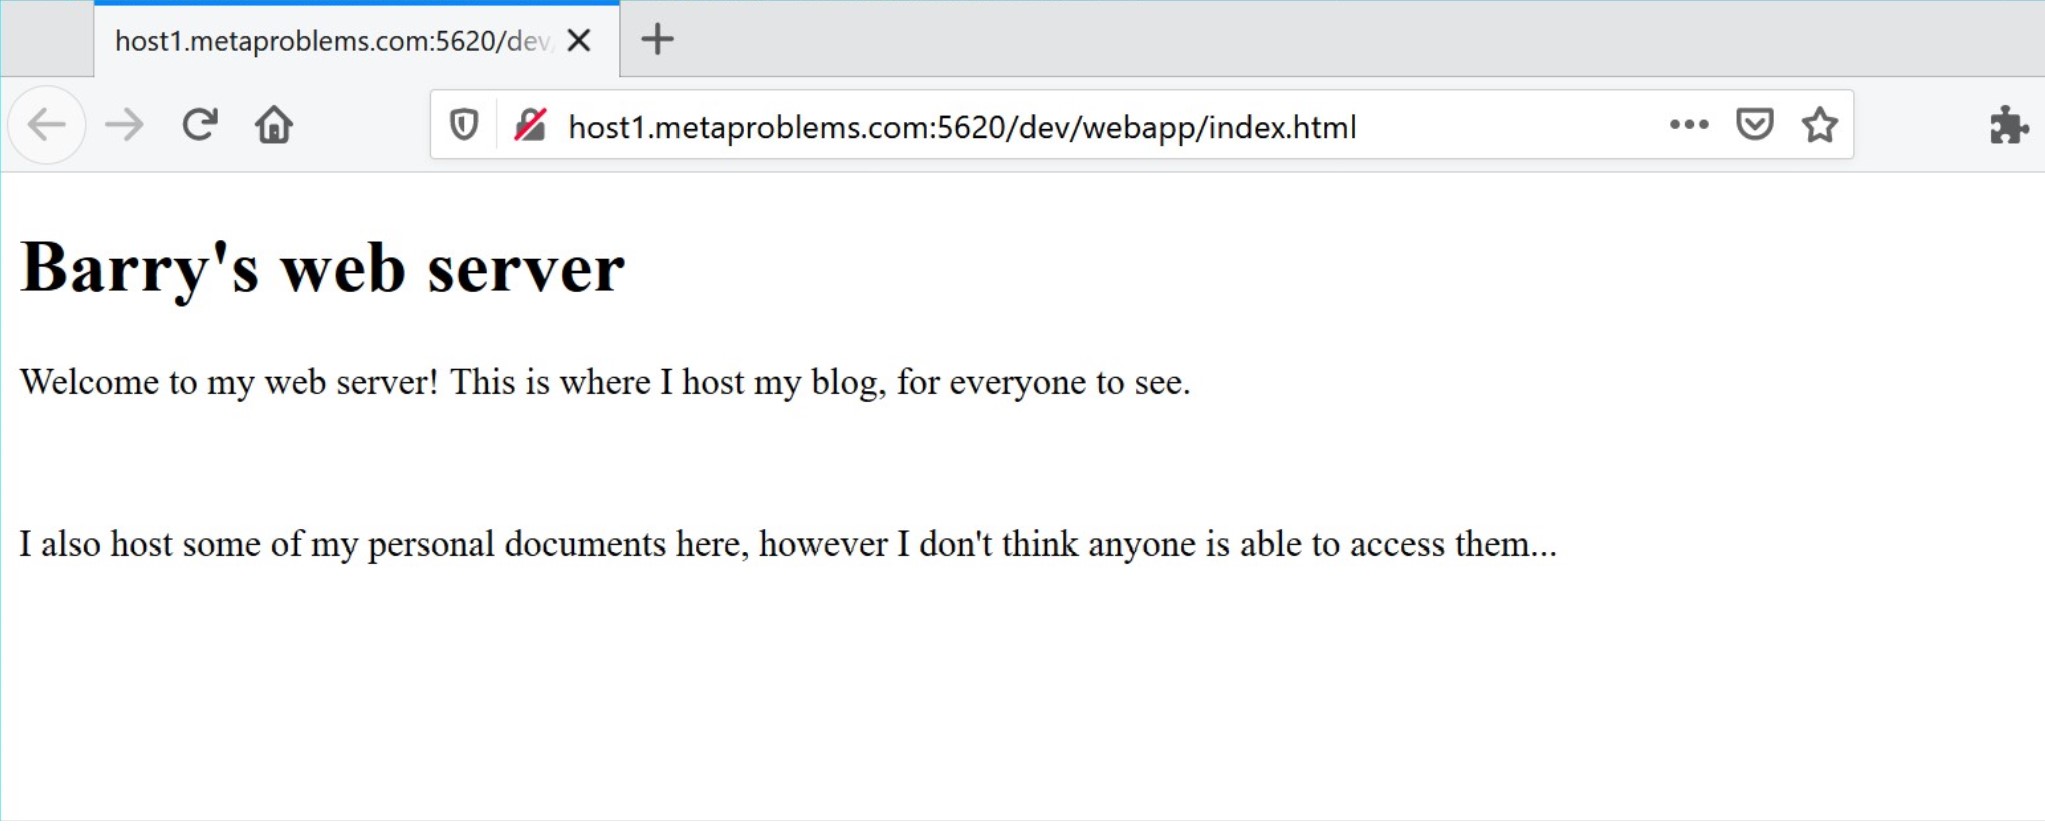 host1.metaproblems.com:5620/dev
host1.metaproblems.com:5620/dev/webapp/index.html
Barry's web server
Welcome to my web server! This is where I host my blog, for everyone to see.
I also host some of my personal documents here, however I don't think anyone is able to access them...